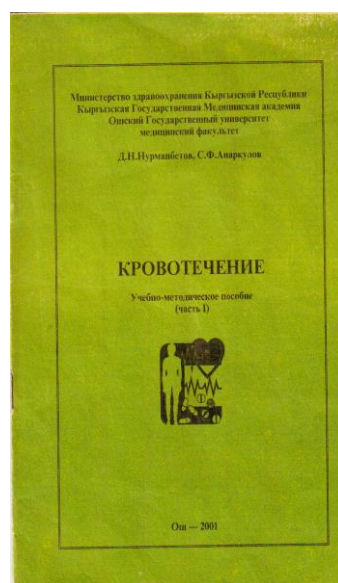 Министерство здравоохранения Кыргызской Республики
Кыргызская Государственная Медицинская академия
Ошский Государственный университет
медицинский факультет
Д.Н.Нурманбетов, С.Ф.Анаркулов
КРОВОТЕЧЕНИЕ
Учебно-методическое пособие
(часть I)
Ош — 2001